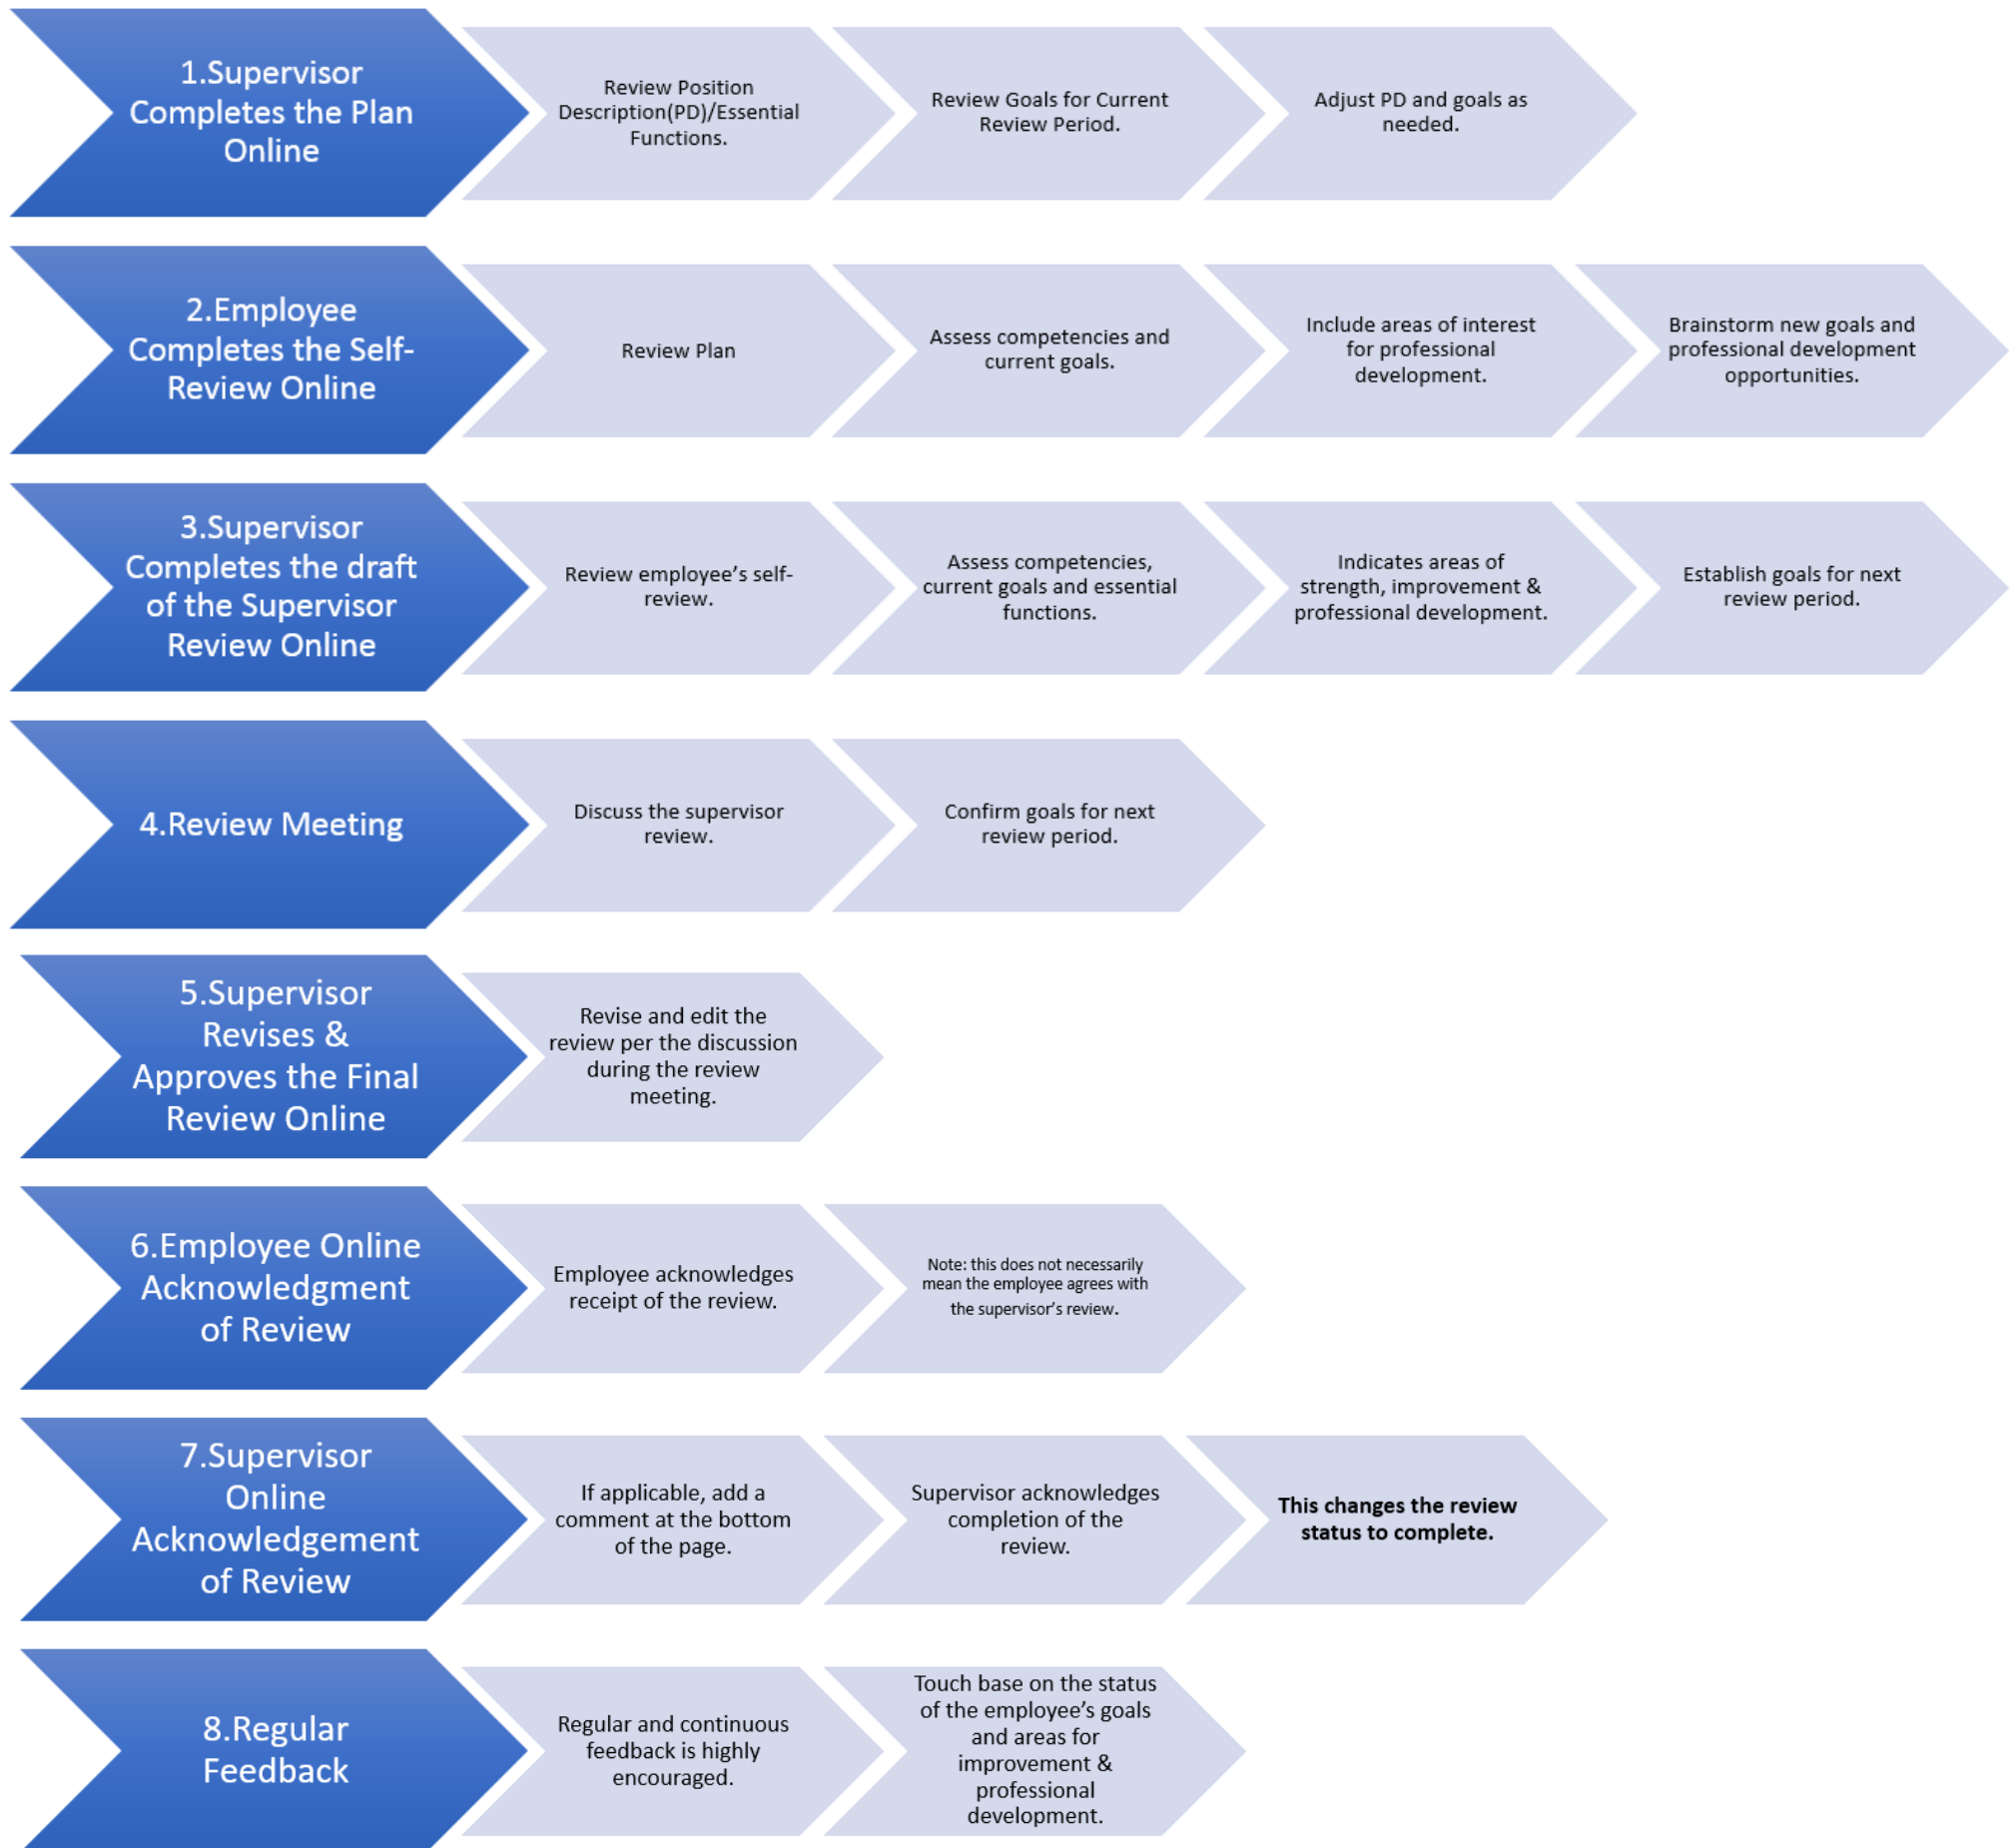 1.Supervisor
Completes the Plan
Online
Review Position
Description(PD)/Essential
Functions.
Review Goals for Current
Review Period.
Adjust PD and goals as
needed.
2.Employee
Completes the Self-
Review Online
Review Plan
Assess competencies and
current goals.
Include areas of interest
for professional
development.
Brainstorm new goals and
professional development
opportunities.
3.Supervisor
Completes the draft
of the Supervisor
Review Online
Review employee’s self-
review.
Assess competencies,
current goals and essential
functions.
Indicates areas of
strength, improvement &
professional development.
Establish goals for next
review period.
4.Review Meeting
Discuss the supervisor
review.
Confirm goals for next
review period.
5.Supervisor
Revises &
Approves the Final
Review Online
Revise and edit the
review per the discussion
during the review
meeting.
6.Employee Online
Acknowledgment
of Review
Employee acknowledges
receipt of the review.
Note: this does not necessarily
mean the employee agrees with
the supervisor’s review.
7.Supervisor
Online
Acknowledgement
of Review
If applicable, add a
comment at the bottom
of the page.
Supervisor acknowledges
completion of the
review.
This changes the review
status to complete.
8.Regular
Feedback
Regular and continuous
feedback is highly
encouraged.
Touch base on the status
of the employee’s goals
and areas for
improvement &
professional
development.